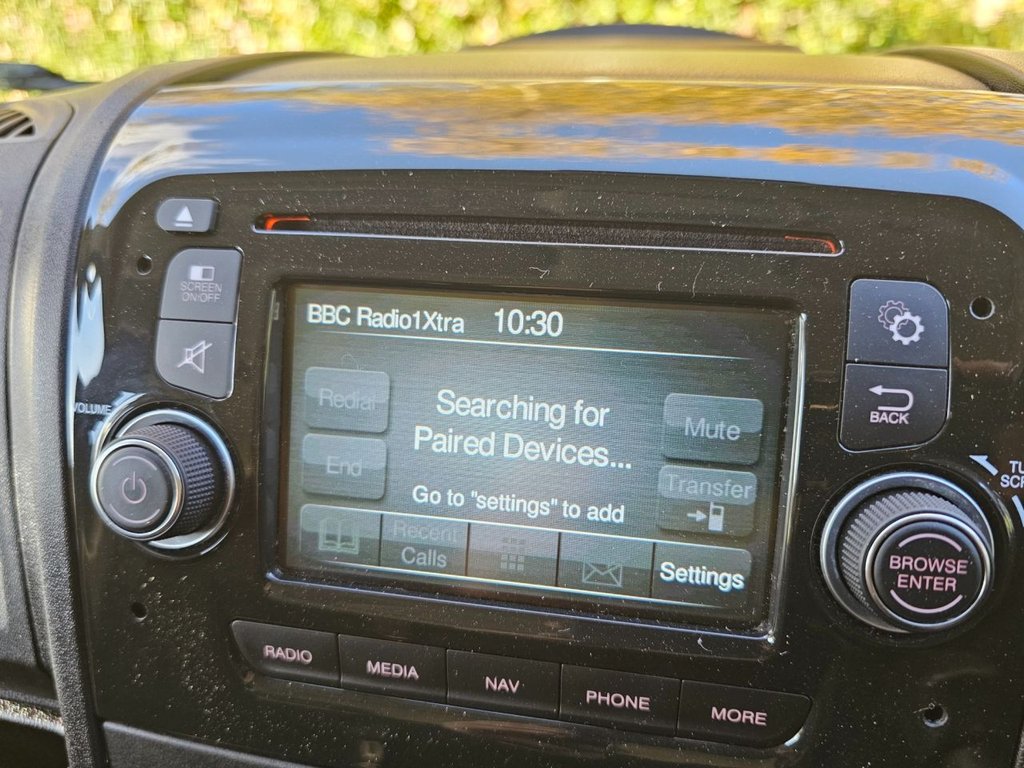 SCREEN
ON/OFF
VOLUME
BBC Radio1Xtra 10:30
Redial
End
Searching for
Paired Devices...
Go to "settings" to add
Mute
Transfer
Recent
Calls
Settings
BACK
BROWSE
ENTER
RADIO
MEDIA
NAV
PHONE
MORE